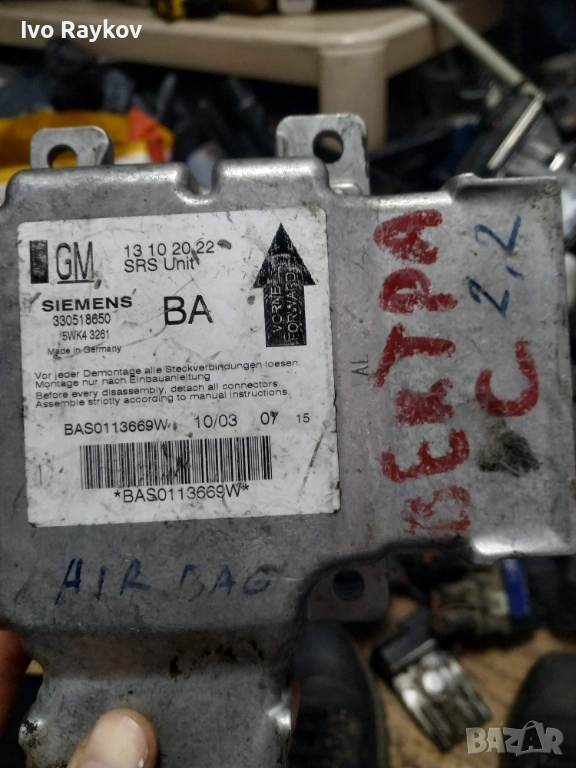 Ivo Raykov
GM 13 10 20 22
SRS Unit
SIEMENS
330518650
5WK4 3261
Made in Germany
BA
VORNE
FORWARD
Vor jeder Demontage alle Steckverbindungen loesen.
Montage nur nach Einbauanleitung
Before every disassembly, detach all connectors.
Assemble strictly according to manual instructions.
BAS0113669W 10/03 07 15
*BAS0113669W*
AIR BAG
AL
ВЕКТРА
C
2,2
BAZAR